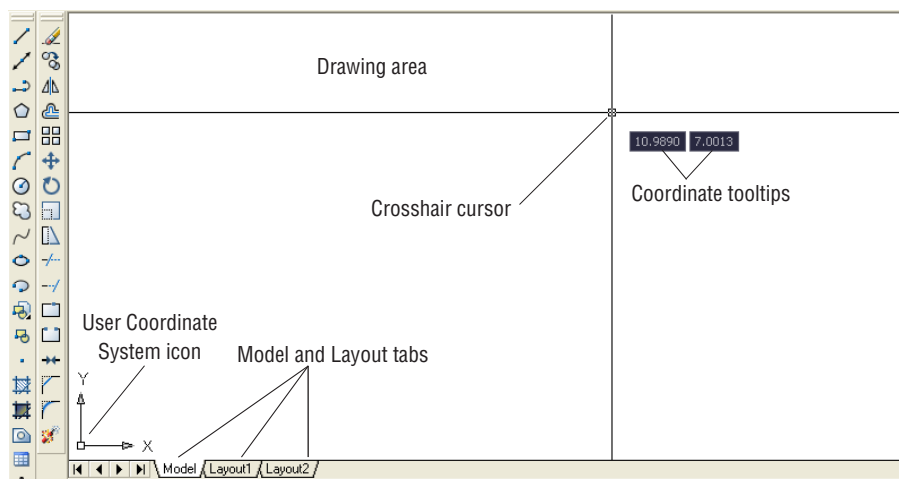 Drawing area
10.9890 7.0013
Coordinate tooltips
Crosshair cursor
User Coordinate
System icon
Model and Layout tabs
Y
X
Model Layout1 Layout2